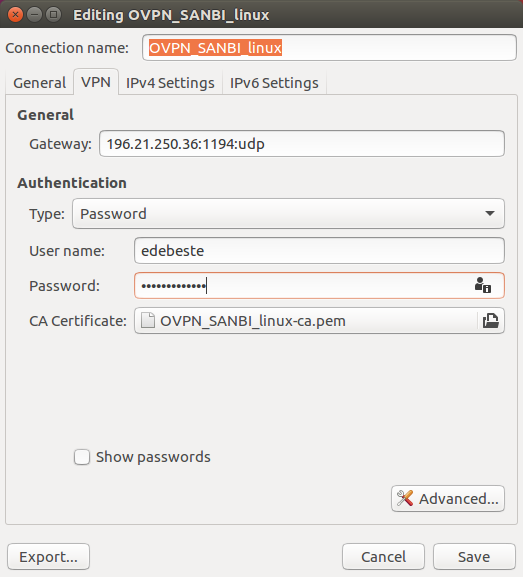 Editing OVPN_SANBI_linux
Connection name: OVPN_SANBI_linux
General VPN IPv4 Settings IPv6 Settings
General
Gateway: 196.21.250.36:1194:udp
Authentication
Type: Password
User name: edebeste
Password: •••••••••••••
CA Certificate: OVPN_SANBI_linux-ca.pem
Show passwords
Advanced...
Export... Cancel Save